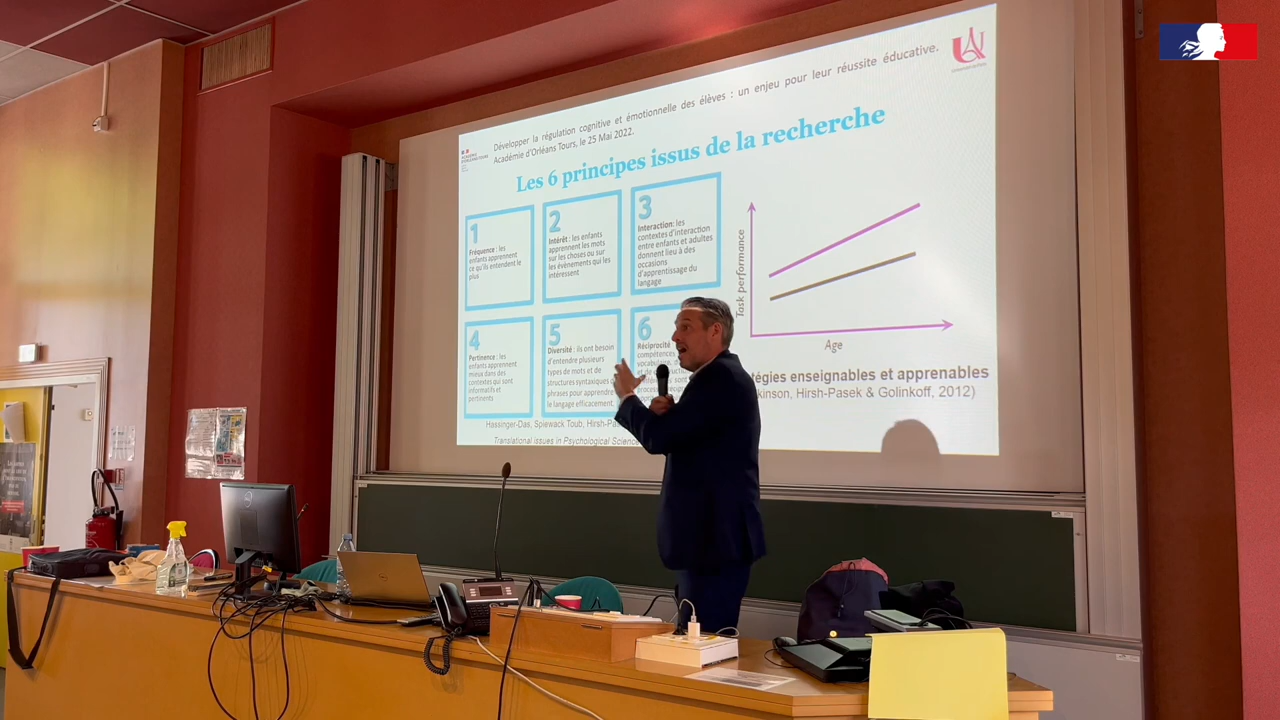 Développer la régulation cognitive et émotionnelle des élèves : un enjeu pour leur réussite éducative.
Académie d'Orléans Tours, le 25 Mai 2022.
Les 6 principes issus de la recherche
1
Fréquence : les
enfants apprennent
ce qu'ils entendent le
plus
2
Intérêt : les enfants
apprennent les mots
sur les choses ou sur
les évènements qui les
intéressent
3
Interaction: les
contextes d'interaction
entre enfants et adultes
donnent lieu à des
occasions
d'apprentissage du
langage
4
Pertinence : les
enfants apprennent
mieux dans des
contextes qui sont
informatifs et
pertinents
5
Diversité : ils ont besoin
d'entendre plusieurs
types de mots et de
structures syntaxiques
phrases pour apprendre
le langage efficacement.
6
Réciprocité
compétences
Task performance
Age
tégies enseignables et apprenables
kinson, Hirsh-Pasek & Golinkoff, 2012)
Hassinger-Das, Spiewack Toub, Hirsh-Pa
Translational issues in Psychological Science